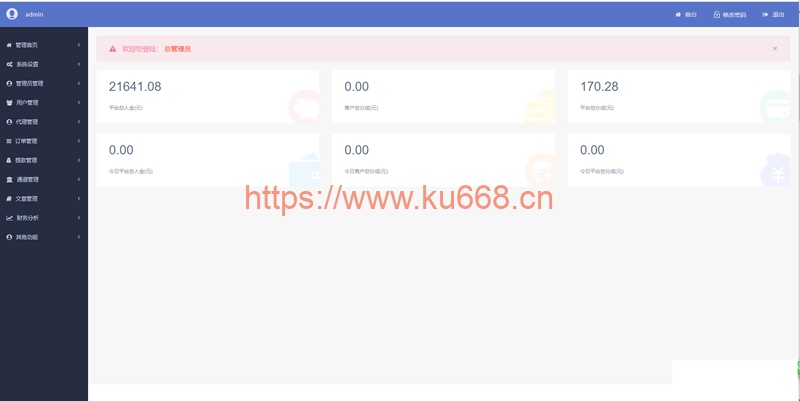 admin
前台
修改密码
退出
管理首页
系统设置
管理员管理
用户管理
代理管理
订单管理
提款管理
通道管理
文章管理
财务分析
其他功能
欢迎您登陆： 总管理员
×
21641.08
平台总入金(元)
0.00
商户总分成(元)
170.28
平台总分成(元)
0.00
今日平台总入金(元)
0.00
今日商户总分成(元)
0.00
今日平台总分成(元)
https://www.ku668.cn